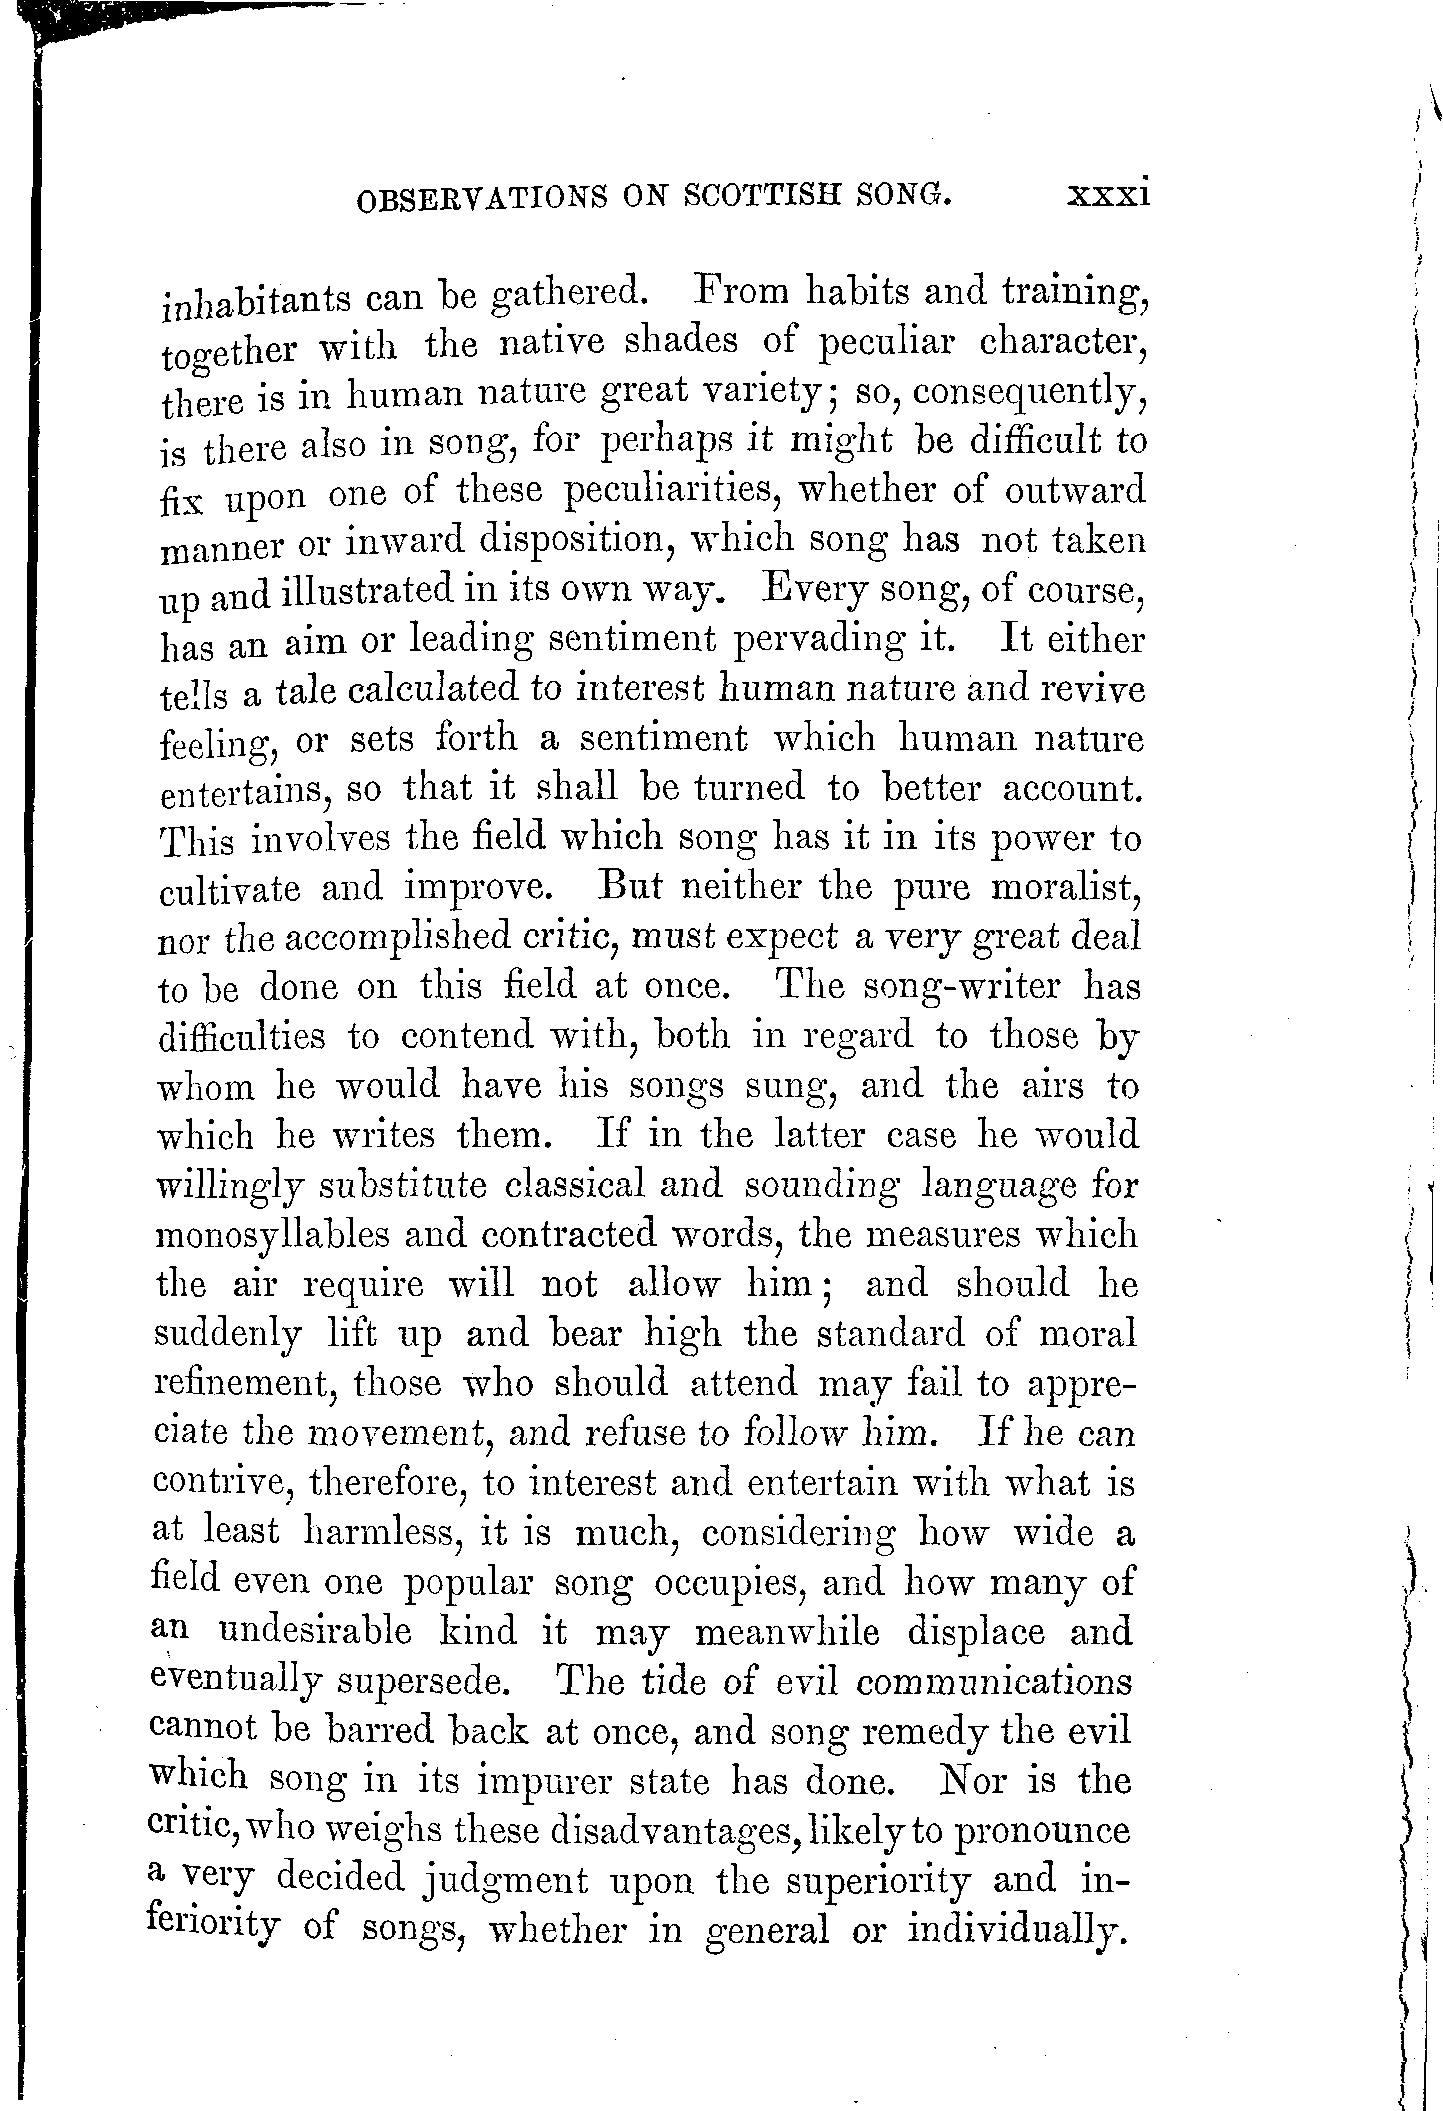 OBSERVATIONS ON SCOTTISH SONG. xxxi
inhabitants can be gathered. From habits and training,
together with the native shades of peculiar character,
there is in human nature great variety; so, consequently,
is there also in song, for perhaps it might be difficult to
fix upon one of these peculiarities, whether of outward
manner or inward disposition, which song has not taken
up and illustrated in its own way. Every song, of course,
has an aim or leading sentiment pervading it. It either
tells a tale calculated to interest human nature and revive
feeling, or sets forth a sentiment which human nature
entertains, so that it shall be turned to better account.
This involves the field which song has it in its power to
cultivate and improve. But neither the pure moralist,
nor the accomplished critic, must expect a very great deal
to be done on this field at once. The song-writer has
difficulties to contend with, both in regard to those by
whom he would have his songs sung, and the airs to
which he writes them. If in the latter case he would
willingly substitute classical and sounding language for
monosyllables and contracted words, the measures which
the air require will not allow him; and should he
suddenly lift up and bear high the standard of moral
refinement, those who should attend may fail to appre-
ciate the movement, and refuse to follow him. If he can
contrive, therefore, to interest and entertain with what is
at least harmless, it is much, considering how wide a
field even one popular song occupies, and how many of
an undesirable kind it may meanwhile displace and
eventually supersede. The tide of evil communications
cannot be barred back at once, and song remedy the evil
which song in its impurer state has done. Nor is the
critic, who weighs these disadvantages, likely to pronounce
a very decided judgment upon the superiority and in-
feriority of songs, whether in general or individually.